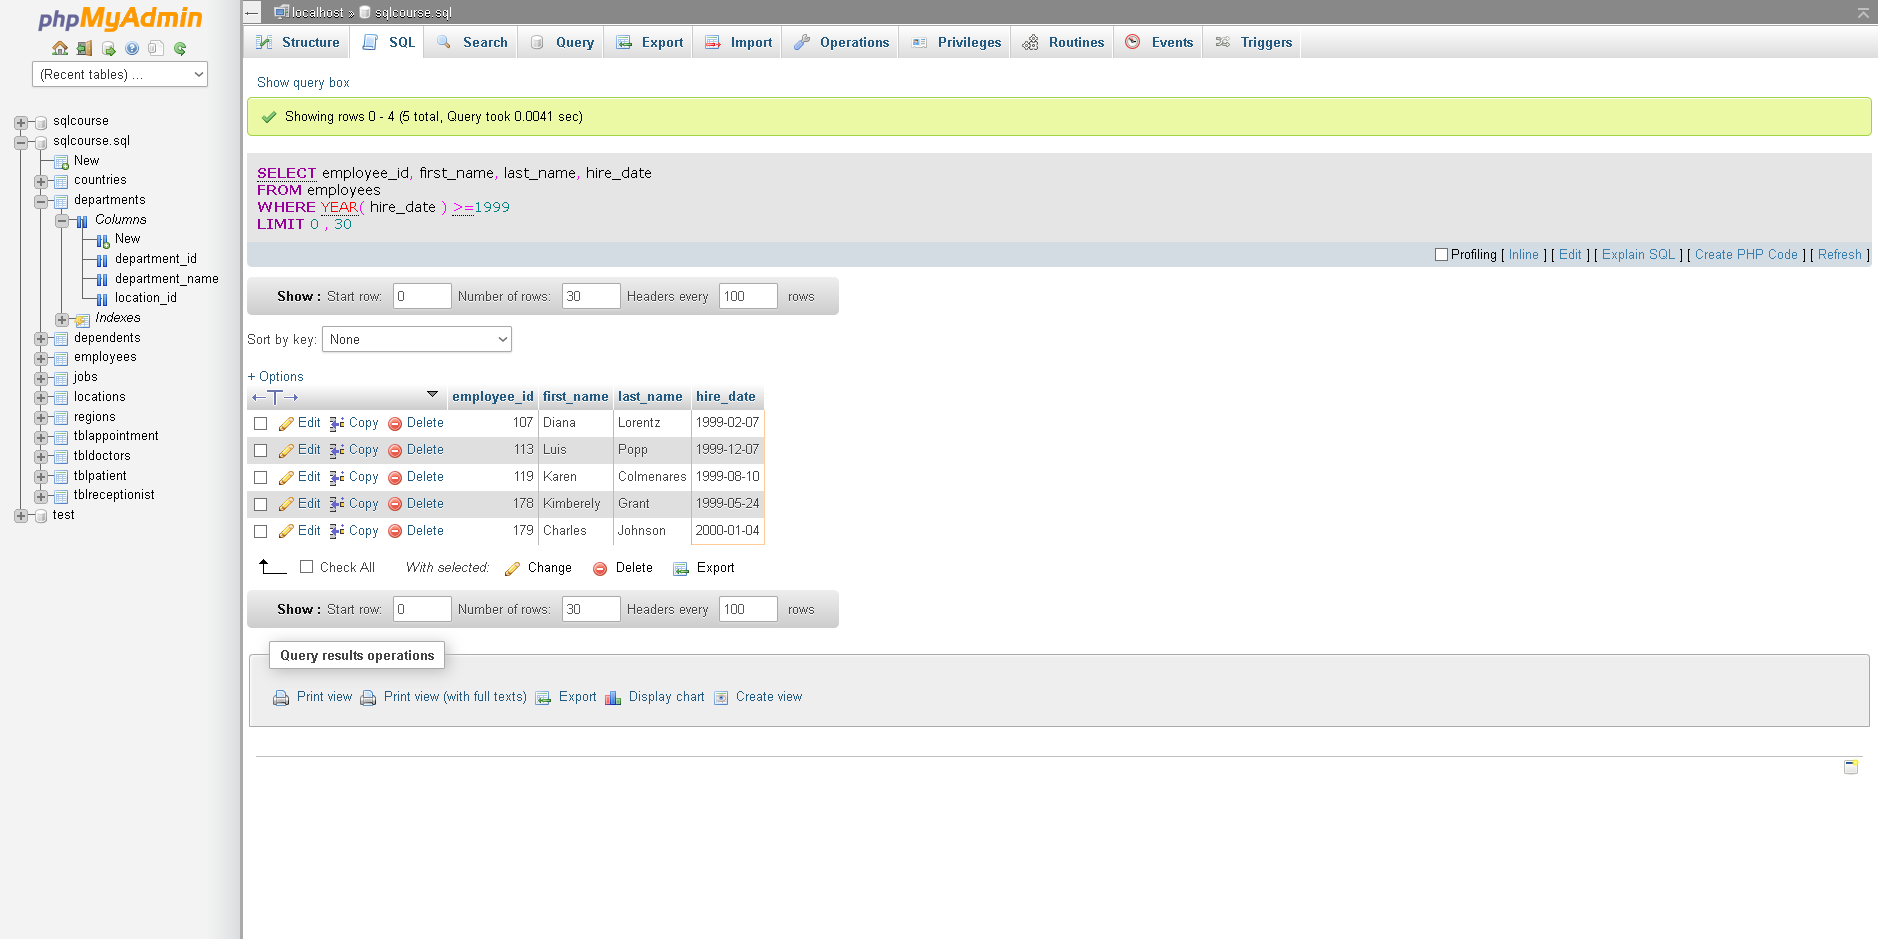 phpMyAdmin
(Recent tables) ...
sqlcourse
sqlcourse.sql
New
countries
departments
Columns
New
department_id
department_name
location_id
Indexes
dependents
employees
jobs
locations
regions
tblappointment
tbldoctors
tblpatient
tblreceptionist
test
localhost » sqlcourse.sql
Structure SQL Search Query Export Import Operations Privileges Routines Events Triggers
Show query box
Showing rows 0 - 4 (5 total, Query took 0.0041 sec)
SELECT employee_id, first_name, last_name, hire_date
FROM employees
WHERE YEAR( hire_date ) >=1999
LIMIT 0 , 30
Profiling [ Inline ] [ Edit ] [ Explain SQL ] [ Create PHP Code ] [ Refresh ]
Show : Start row: 0 Number of rows: 30 Headers every 100 rows
Sort by key: None
+ Options
←T→ employee_id first_name last_name hire_date
Edit Copy Delete 107 Diana Lorentz 1999-02-07
Edit Copy Delete 113 Luis Popp 1999-12-07
Edit Copy Delete 119 Karen Colmenares 1999-08-10
Edit Copy Delete 178 Kimberely Grant 1999-05-24
Edit Copy Delete 179 Charles Johnson 2000-01-04
Check All With selected: Change Delete Export
Show : Start row: 0 Number of rows: 30 Headers every 100 rows
Query results operations
Print view Print view (with full texts) Export Display chart Create view